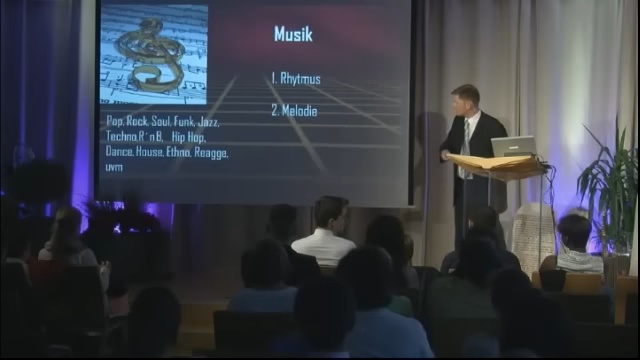 Musik
1. Rhytmus
2. Melodie
Pop, Rock, Soul, Funk, Jazz,
Techno, R´n B, Hip Hop,
Dance, House, Ethno, Reagge,
uvm